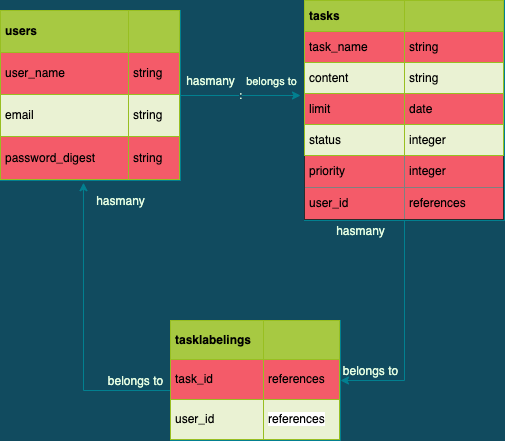 users
user_name string
email string
password_digest string
hasmany : belongs to
tasks
task_name string
content string
limit date
status integer
priority integer
user_id references
hasmany
hasmany
belongs to
belongs to
tasklabelings
task_id references
user_id references